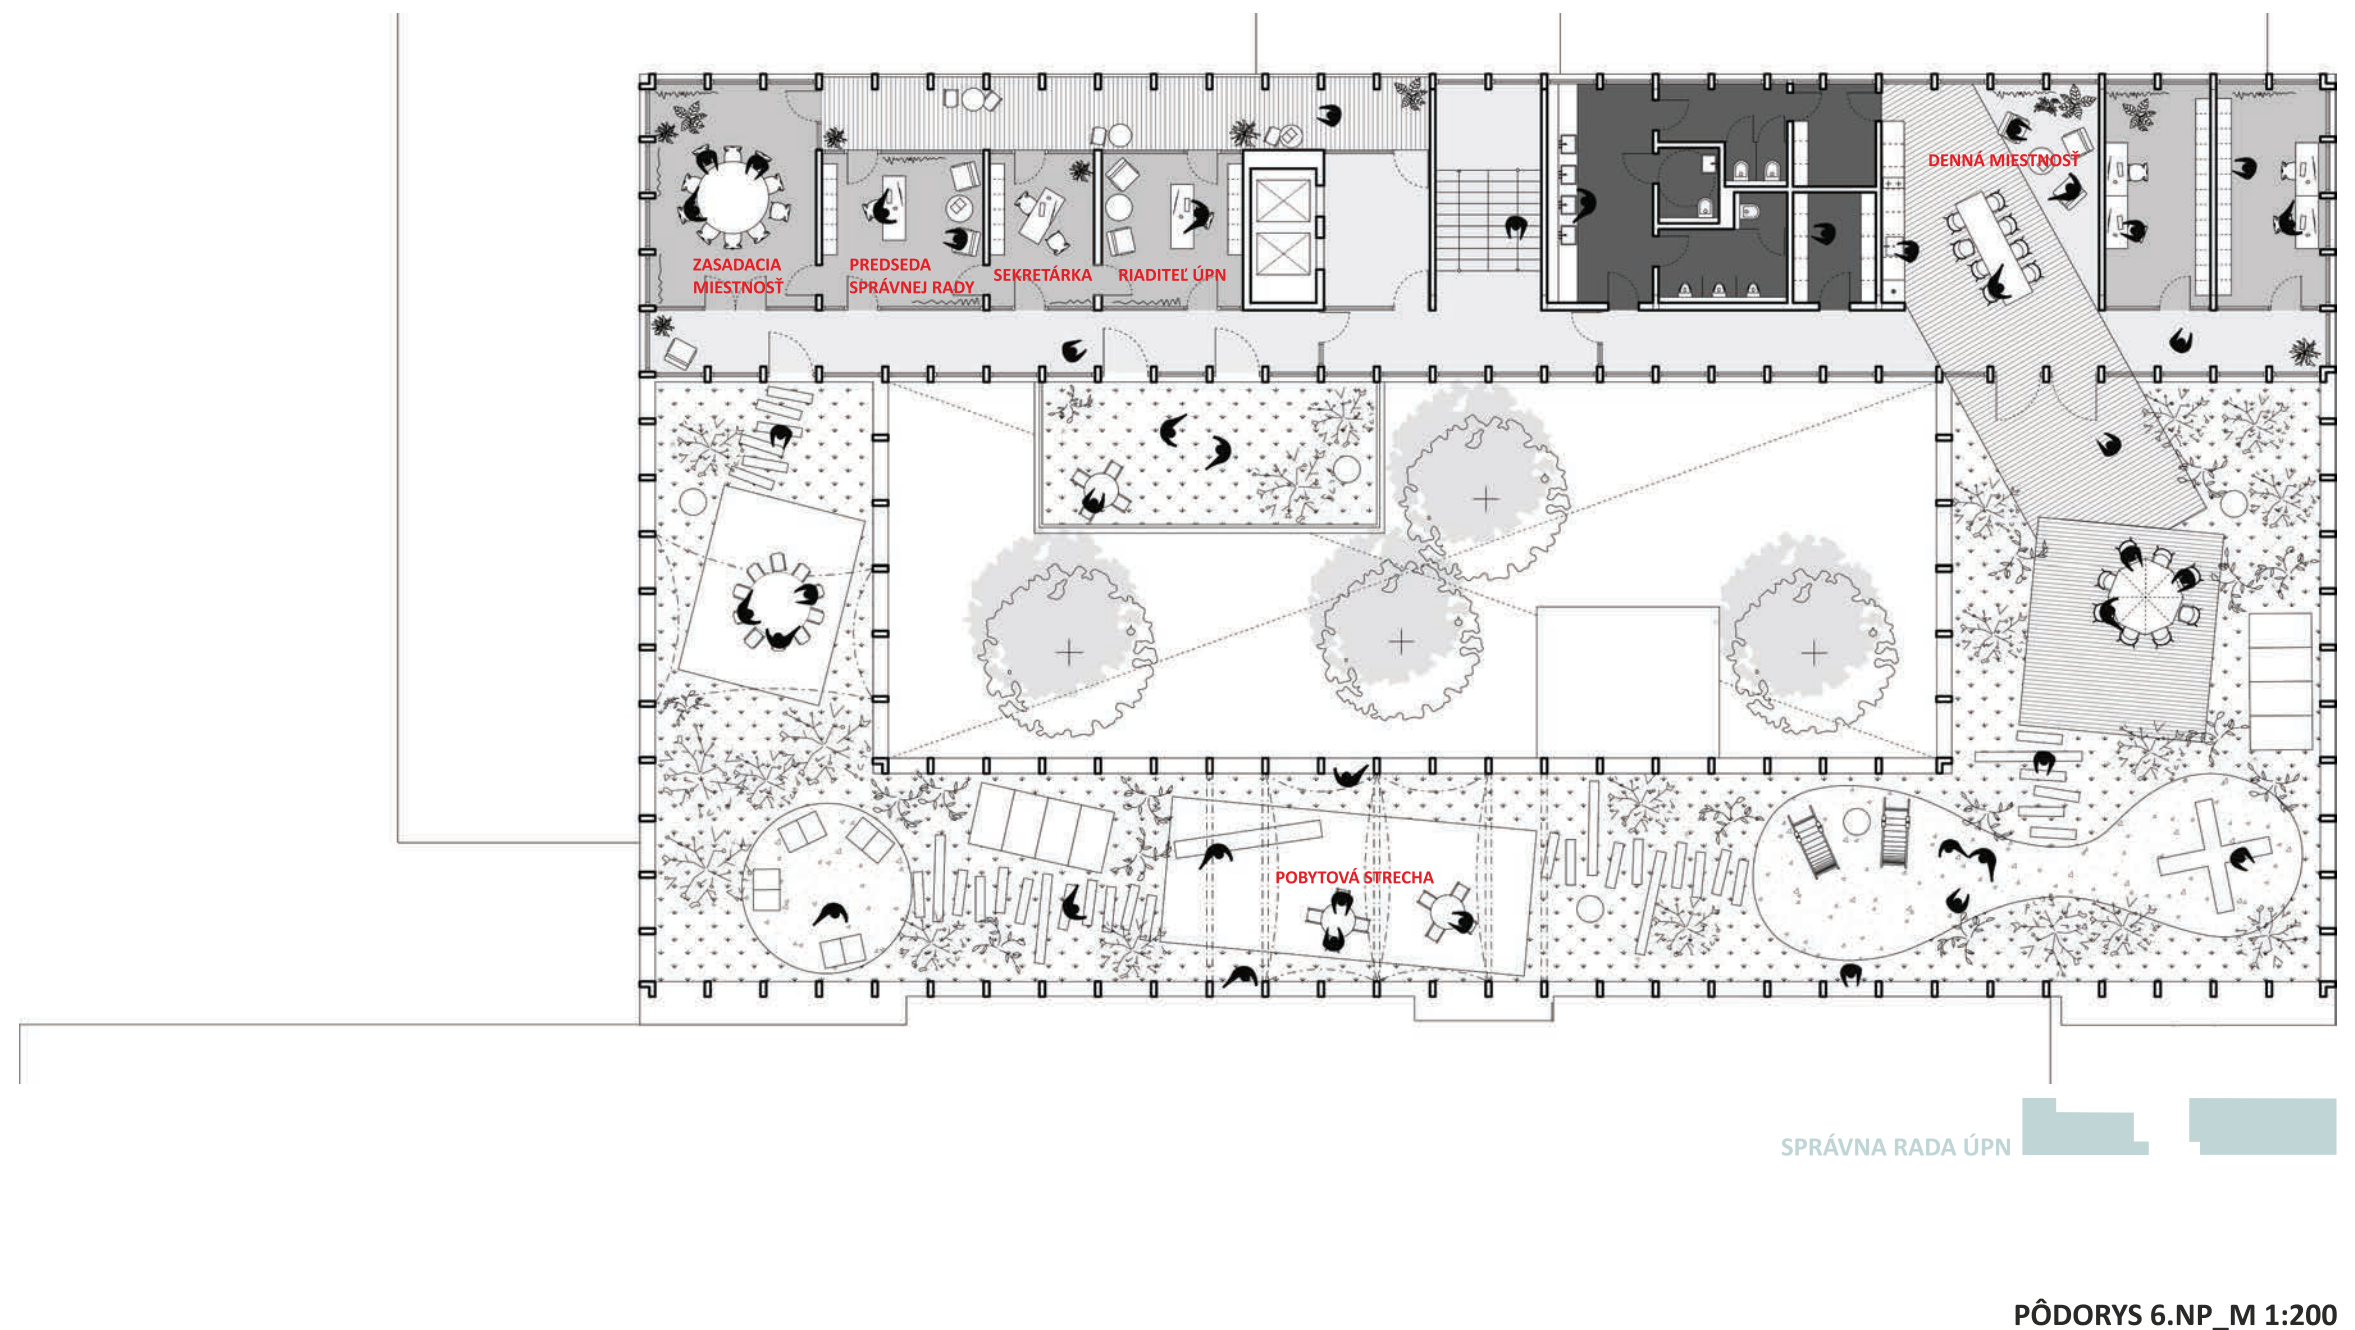 DENNÁ MIESTNOSŤ
ZASADACIA
MIESTNOSŤ
PREDSEDA
SPRÁVNEJ RADY
SEKRETÁRKA
RIADITEĽ ÚPN
POBYTOVÁ STRECHA
SPRÁVNA RADA ÚPN
PÔDORYS 6.NP_M 1:200